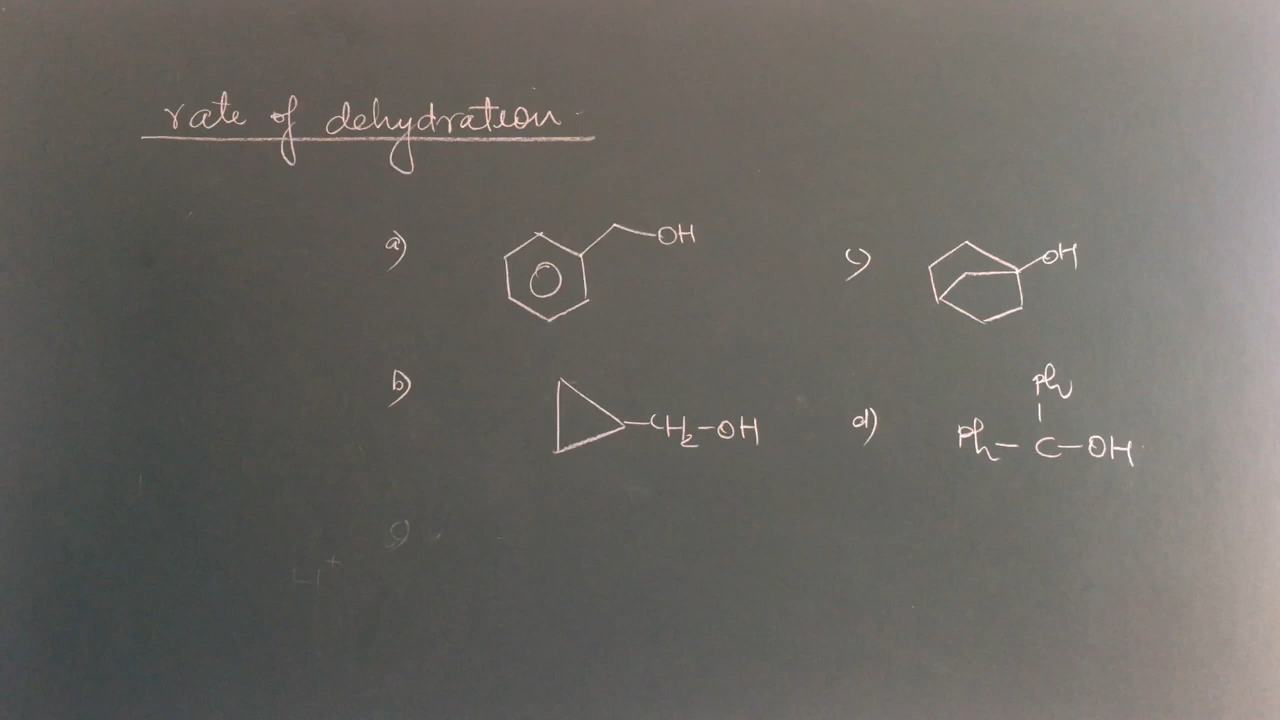 rate of dehydration
a) OH
c) OH
b) CH2-OH
d) Ph
Ph-C-OH
H+